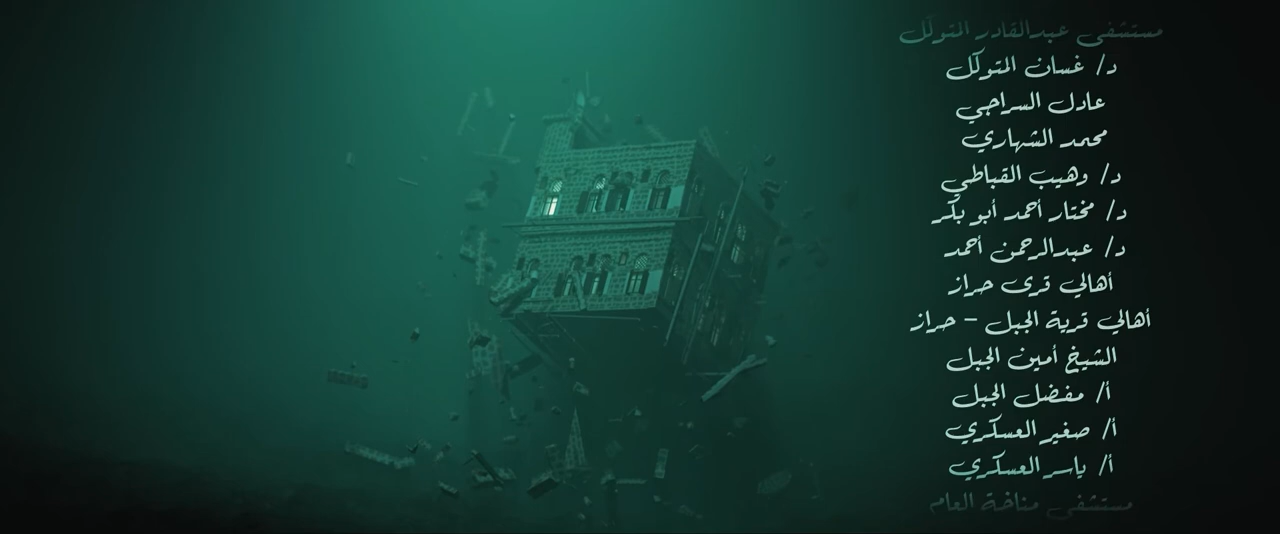 مستشفى عبدالقادر المتوكل
د/ غسان المتوكل
عادل السراجي
محمد الشهاري
د/ وهيب القباطي
د/ مختار أحمد أبو بكر
د/ عبدالرحمن أحمد
أهالي قرى حراز
أهالي قرية الجبل – حراز
الشيخ أمين الجبل
أ/ مفضل الجبل
أ/ صغير العسكري
أ/ ياسر العسكري
مستشفى مناخة العام